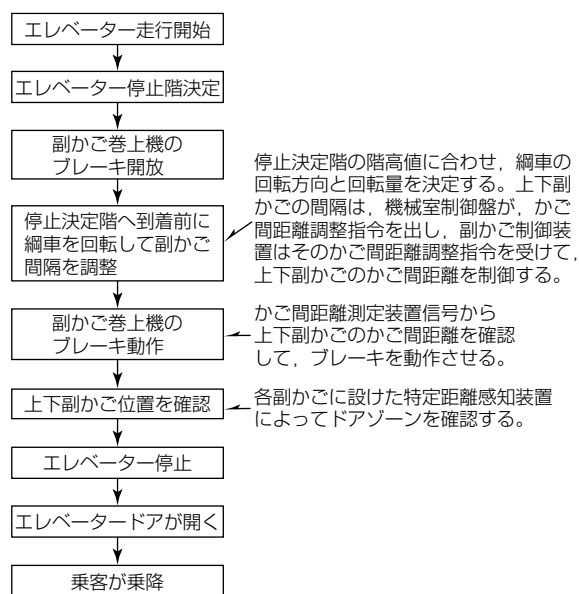 エレベーター走行開始
エレベーター停止階決定
副かご巻上機の
ブレーキ開放
停止決定階へ到着前に
綱車を回転して副かご
間隔を調整
停止決定階の階高値に合わせ，綱車の
回転方向と回転量を決定する。上下副
かごの間隔は，機械室制御盤が，かご
間距離調整指令を出し，副かご制御装
置はそのかご間距離調整指令を受けて，
上下副かごのかご間距離を制御する。
副かご巻上機の
ブレーキ動作
かご間距離測定装置信号から
上下副かごのかご間距離を確認
して，ブレーキを動作させる。
上下副かご位置を確認
各副かごに設けた特定距離感知装置
によってドアゾーンを確認する。
エレベーター停止
エレベータードアが開く
乗客が乗降